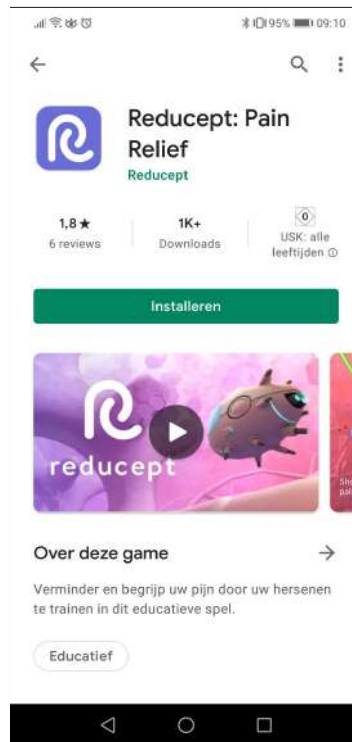 95% 09:10
Reducept: Pain
Relief
Reducept
1,8 ★
6 reviews
1K+
Downloads
0
USK: alle
leeftijden
Installeren
reducept
Over deze game
Verminder en begrijp uw pijn door uw hersenen
te trainen in dit educatieve spel.
Educatief